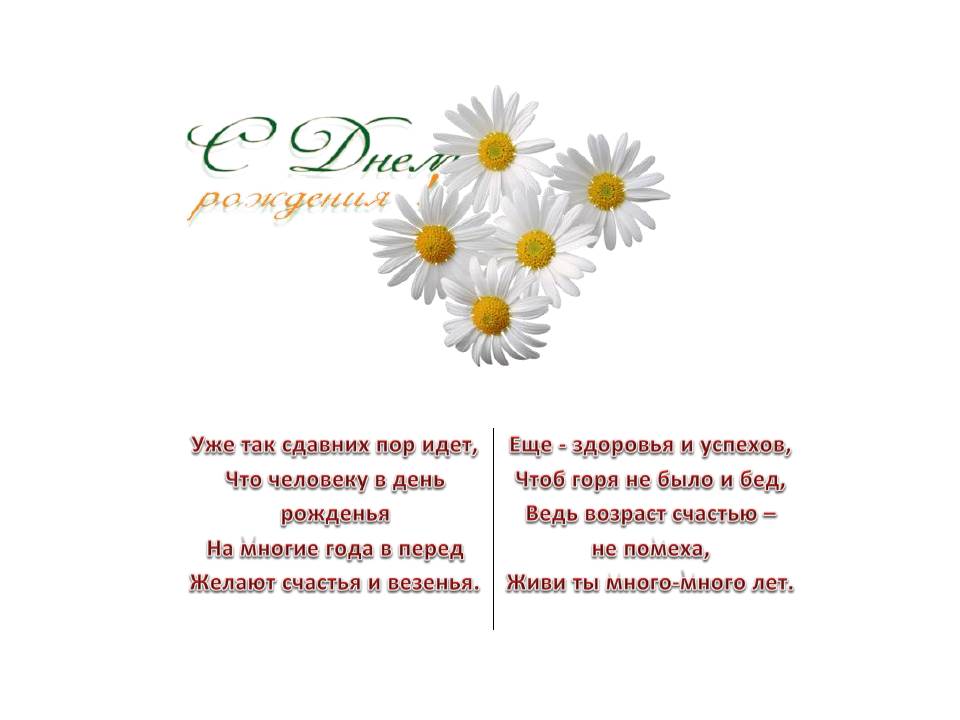 С Днем
рождения !
Уже так сдавних пор идет,
Что человеку в день
рожденья
На многие года в перед
Желают счастья и везенья.
Еще - здоровья и успехов,
Чтоб горя не было и бед,
Ведь возраст счастью –
не помеха,
Живи ты много-много лет.